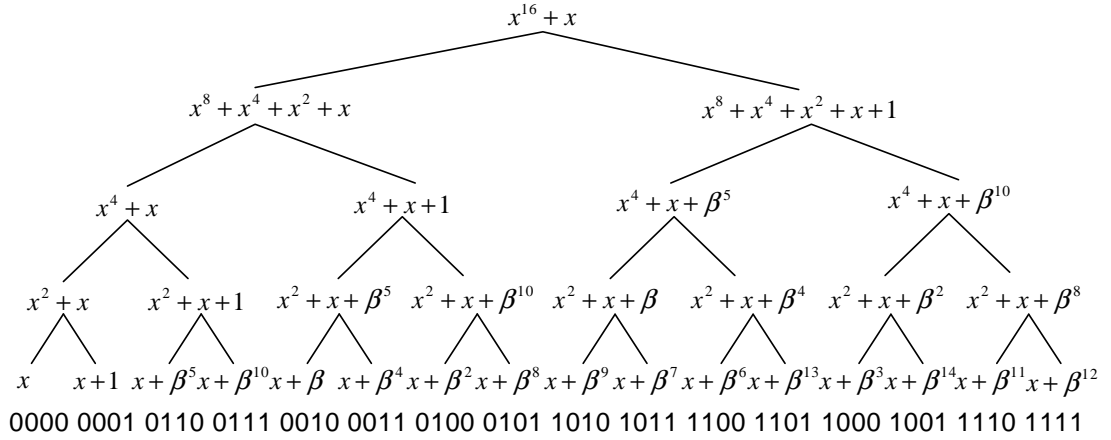 x^16 + x
x^8 + x^4 + x^2 + x x^8 + x^4 + x^2 + x + 1
x^4 + x x^4 + x + 1 x^4 + x + β^5 x^4 + x + β^10
x^2 + x x^2 + x + 1 x^2 + x + β^5 x^2 + x + β^10 x^2 + x + β x^2 + x + β^4 x^2 + x + β^2 x^2 + x + β^8
x x + 1 x + β^5 x + β^10 x + β x + β^4 x + β^2 x + β^8 x + β^9 x + β^7 x + β^6 x + β^13 x + β^3 x + β^14 x + β^11 x + β^12
0000 0001 0110 0111 0010 0011 0100 0101 1010 1011 1100 1101 1000 1001 1110 1111